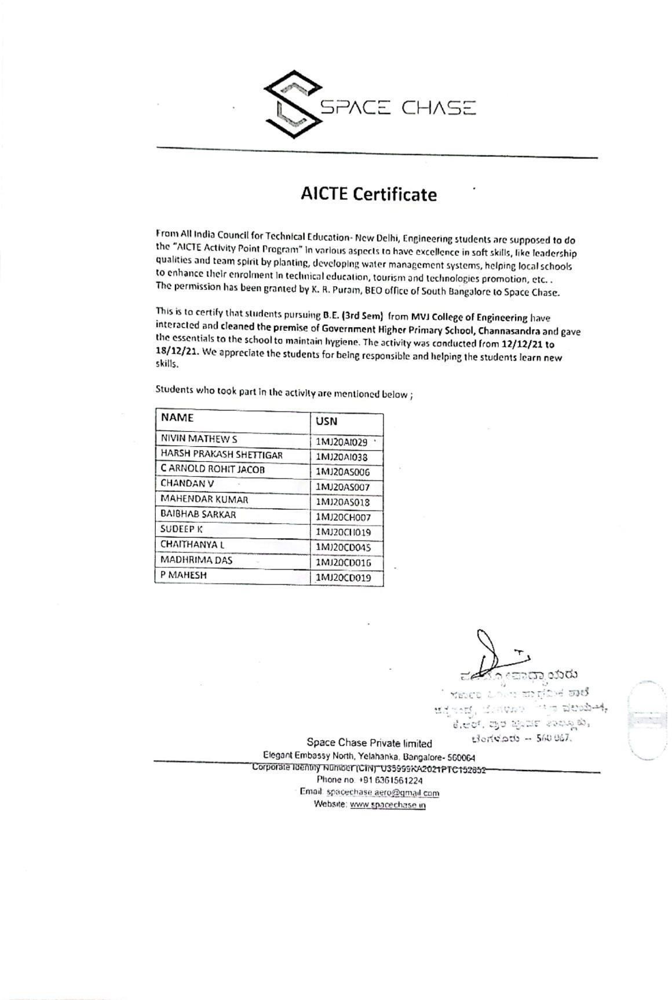 SPACE CHASE
AICTE Certificate
From All India Council for Technical Education- New Delhi, Engineering students are supposed to do
the "AICTE Activity Point Program" in various aspects to have excellence in soft skills, like leadership
qualities and team spirit by planting, developing water management systems, helping local schools
to enhance their enrolment in technical education, tourism and technologies promotion, etc. .
The permission has been granted by K. R. Puram, BEO office of South Bangalore to Space Chase.
This is to certify that students pursuing B.E. (3rd Sem) from MVJ College of Engineering have
interacted and cleaned the premise of Government Higher Primary School, Channasandra and gave
the essentials to the school to maintain hygiene. The activity was conducted from 12/12/21 to
18/12/21. We appreciate the students for being responsible and helping the students learn new
skills.
Students who took part in the activity are mentioned below ;
NAME USN
NIVIN MATHEW S 1MJ20AI029
HARSH PRAKASH SHETTIGAR 1MJ20AI038
C ARNOLD ROHIT JACOB 1MJ20AS006
CHANDAN V 1MJ20AS007
MAHENDAR KUMAR 1MJ20AS018
BAIBHAB SARKAR 1MJ20CH007
SUDEEP K 1MJ20CH019
CHAITHANYA L 1MJ20CD045
MADHRIMA DAS 1MJ20CD016
P MAHESH 1MJ20CD019
ಶಾಲೆ
ಬೆಂಗಳೂರು – 560 067.
Space Chase Private limited
Elegant Embassy North, Yelahanka, Bangalore- 560064
Corporate Identity Number (CIN) U35999KA2021PTC152652
Phone no: +91 6361561224
Email: spacechase.aero@gmail.com
Website: www.spacechase.in